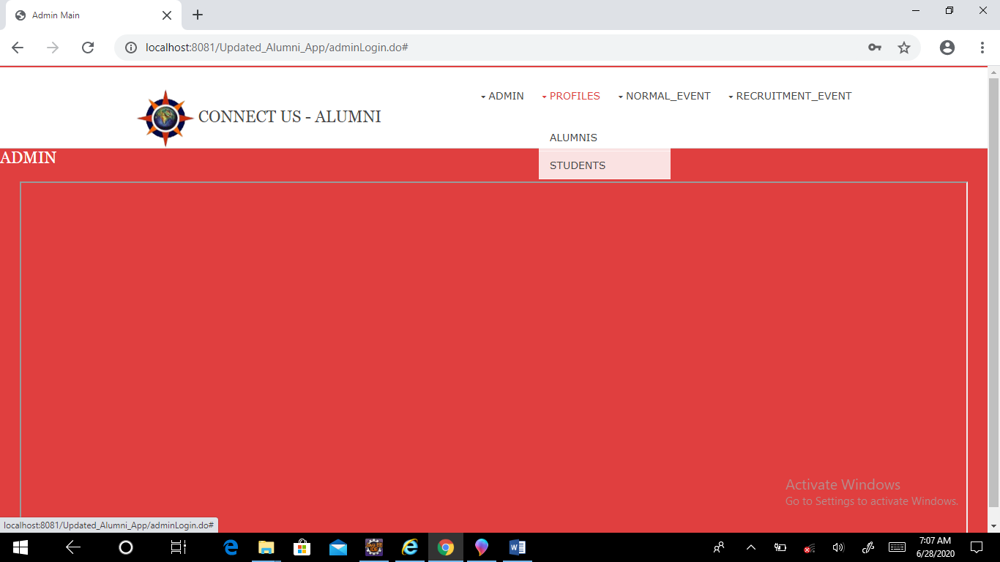 Admin Main
localhost:8081/Updated_Alumni_App/adminLogin.do#
CONNECT US - ALUMNI
ADMIN PROFILES NORMAL_EVENT RECRUITMENT_EVENT
ALUMNIS
STUDENTS
ADMIN
Activate Windows
Go to Settings to activate Windows.
localhost:8081/Updated_Alumni_App/adminLogin.do#
7:07 AM
6/28/2020